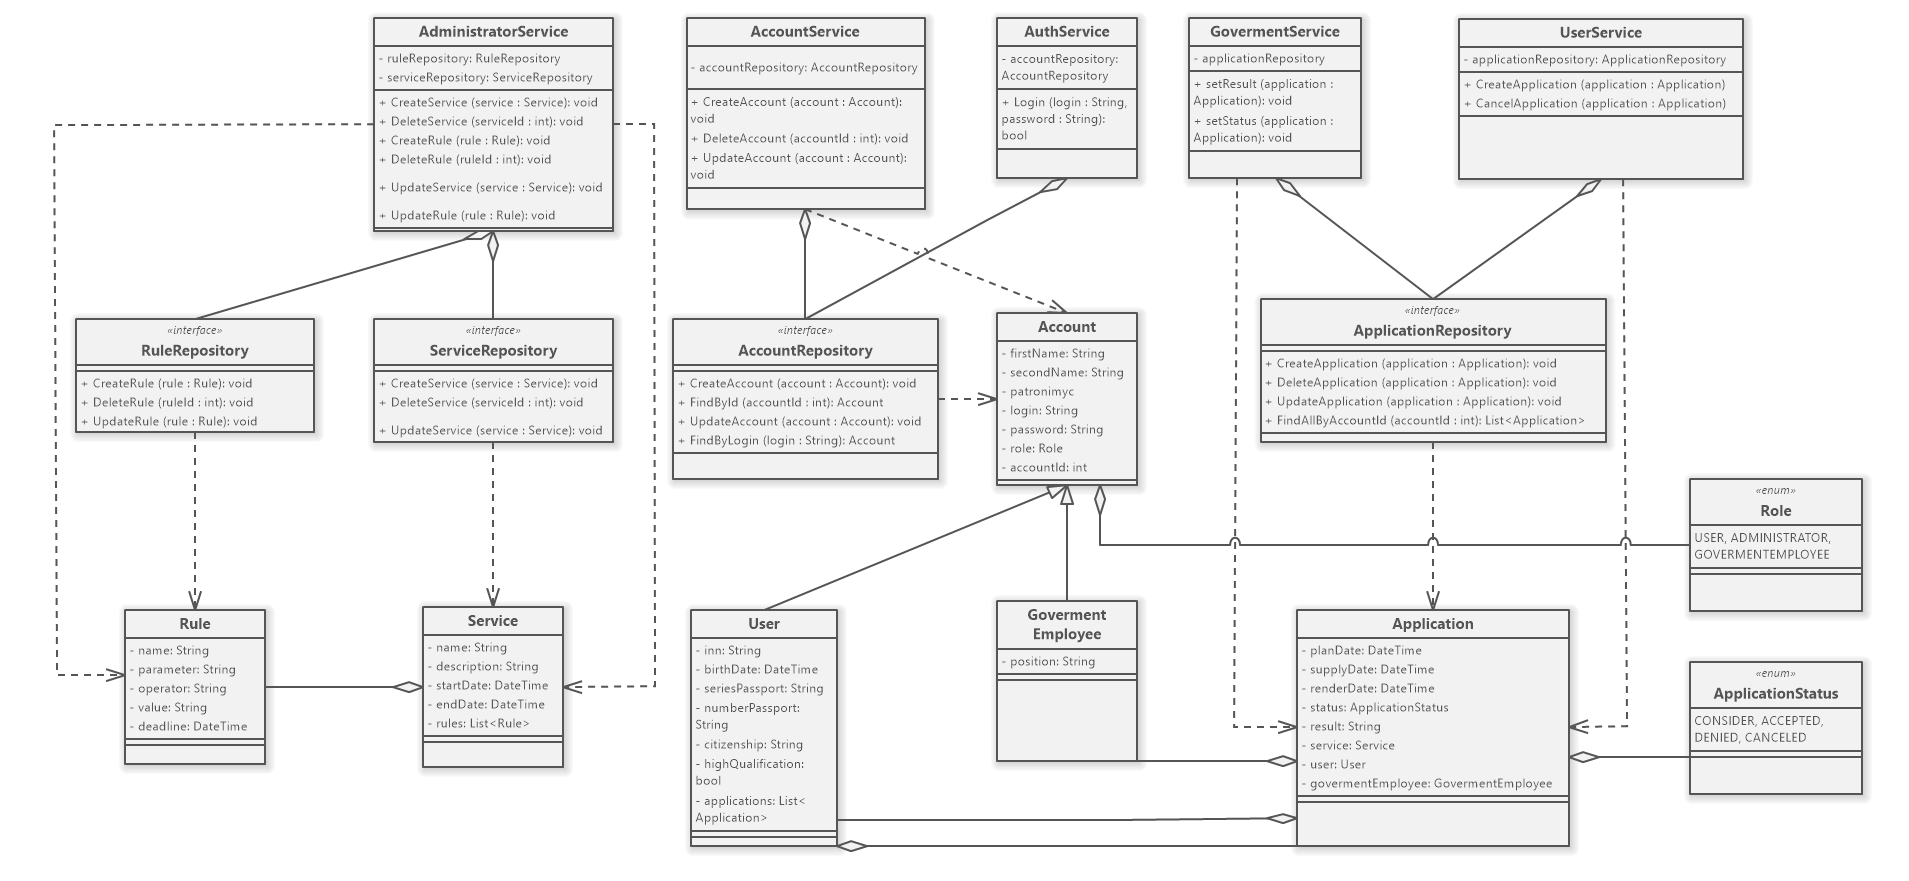 AdministratorService
- ruleRepository: RuleRepository
- serviceRepository: ServiceRepository
+ CreateService (service : Service): void
+ DeleteService (serviceId : int): void
+ CreateRule (rule : Rule): void
+ DeleteRule (ruleId : int): void
+ UpdateService (service : Service): void
+ UpdateRule (rule : Rule): void
AccountService
- accountRepository: AccountRepository
+ CreateAccount (account : Account):
void
+ DeleteAccount (accountId : int): void
+ UpdateAccount (account : Account):
void
AuthService
- accountRepository:
AccountRepository
+ Login (login : String,
password : String):
bool
GovermentService
- applicationRepository
+ setResult (application :
Application): void
+ setStatus (application :
Application): void
UserService
- applicationRepository: ApplicationRepository
+ CreateApplication (application : Application)
+ CancelApplication (application : Application)
«interface»
RuleRepository
+ CreateRule (rule : Rule): void
+ DeleteRule (ruleId : int): void
+ UpdateRule (rule : Rule): void
«interface»
ServiceRepository
+ CreateService (service : Service): void
+ DeleteService (serviceId : int): void
+ UpdateService (service : Service): void
«interface»
AccountRepository
+ CreateAccount (account : Account): void
+ FindById (accountId : int): Account
+ UpdateAccount (account : Account): void
+ FindByLogin (login : String): Account
Account
- firstName: String
- secondName: String
- patronimyc
- login: String
- password: String
- role: Role
- accountId: int
«interface»
ApplicationRepository
+ CreateApplication (application : Application): void
+ DeleteApplication (application : Application): void
+ UpdateApplication (application : Application): void
+ FindAllByAccountId (accountId : int): List<Application>
«enum»
Role
USER, ADMINISTRATOR,
GOVERMENTEMPLOYEE
Rule
- name: String
- parameter: String
- operator: String
- value: String
- deadline: DateTime
Service
- name: String
- description: String
- startDate: DateTime
- endDate: DateTime
- rules: List<Rule>
User
- inn: String
- birthDate: DateTime
- seriesPassport: String
- numberPassport:
String
- citizenship: String
- highQualification:
bool
- applications: List<
Application>
Goverment
Employee
- position: String
Application
- planDate: DateTime
- supplyDate: DateTime
- renderDate: DateTime
- status: ApplicationStatus
- result: String
- service: Service
- user: User
- govermentEmployee: GovermentEmployee
«enum»
ApplicationStatus
CONSIDER, ACCEPTED,
DENIED, CANCELED